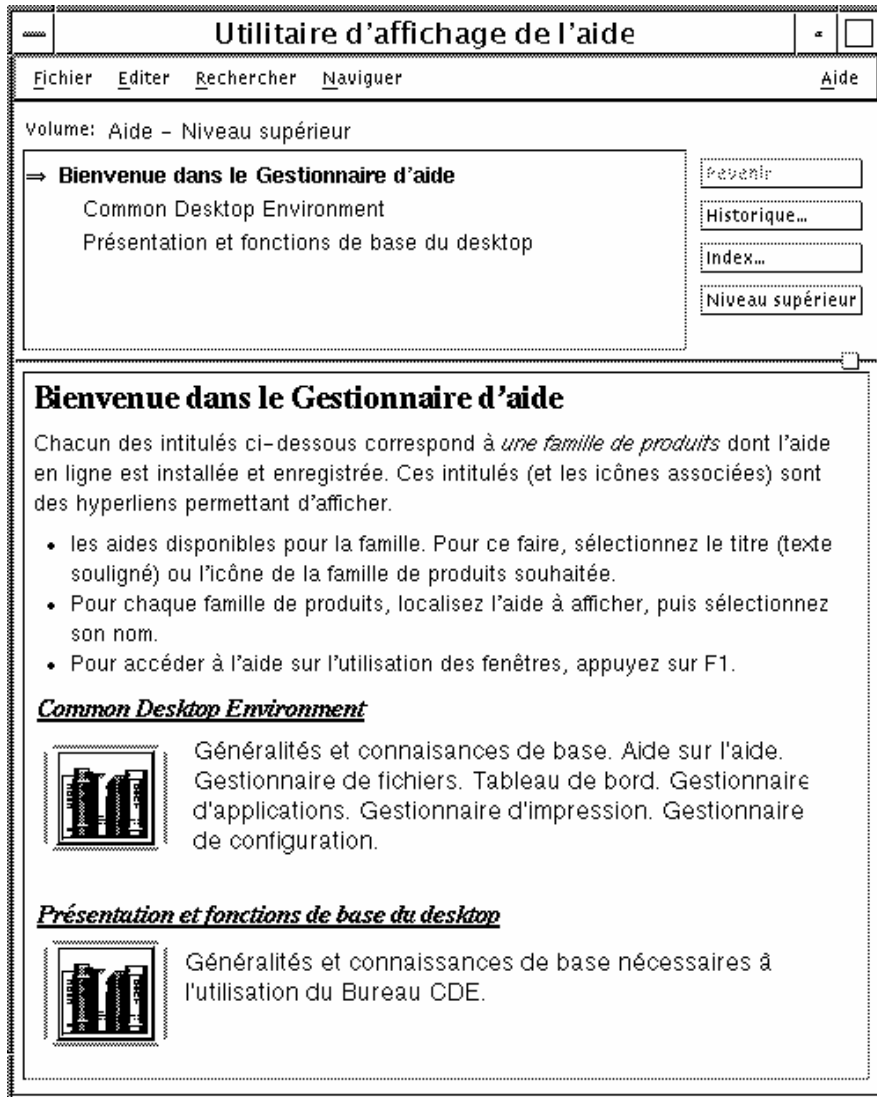 Utilitaire d'affichage de l'aide
Fichier Editer Rechercher Naviguer Aide
Volume: Aide – Niveau supérieur
⇒ Bienvenue dans le Gestionnaire d'aide
Common Desktop Environment
Présentation et fonctions de base du desktop
Revenir
Historique...
Index...
Niveau supérieur
Bienvenue dans le Gestionnaire d'aide
Chacun des intitulés ci-dessous correspond à une famille de produits dont l'aide
en ligne est installée et enregistrée. Ces intitulés (et les icônes associées) sont
des hyperliens permettant d'afficher.
• les aides disponibles pour la famille. Pour ce faire, sélectionnez le titre (texte
souligné) ou l'icône de la famille de produits souhaitée.
• Pour chaque famille de produits, localisez l'aide à afficher, puis sélectionnez
son nom.
• Pour accéder à l'aide sur l'utilisation des fenêtres, appuyez sur F1.
Common Desktop Environment
Généralités et connaisances de base. Aide sur l'aide.
Gestionnaire de fichiers. Tableau de bord. Gestionnaire
d'applications. Gestionnaire d'impression. Gestionnaire
de configuration.
Présentation et fonctions de base du desktop
Généralités et connaissances de base nécessaires à
l'utilisation du Bureau CDE.